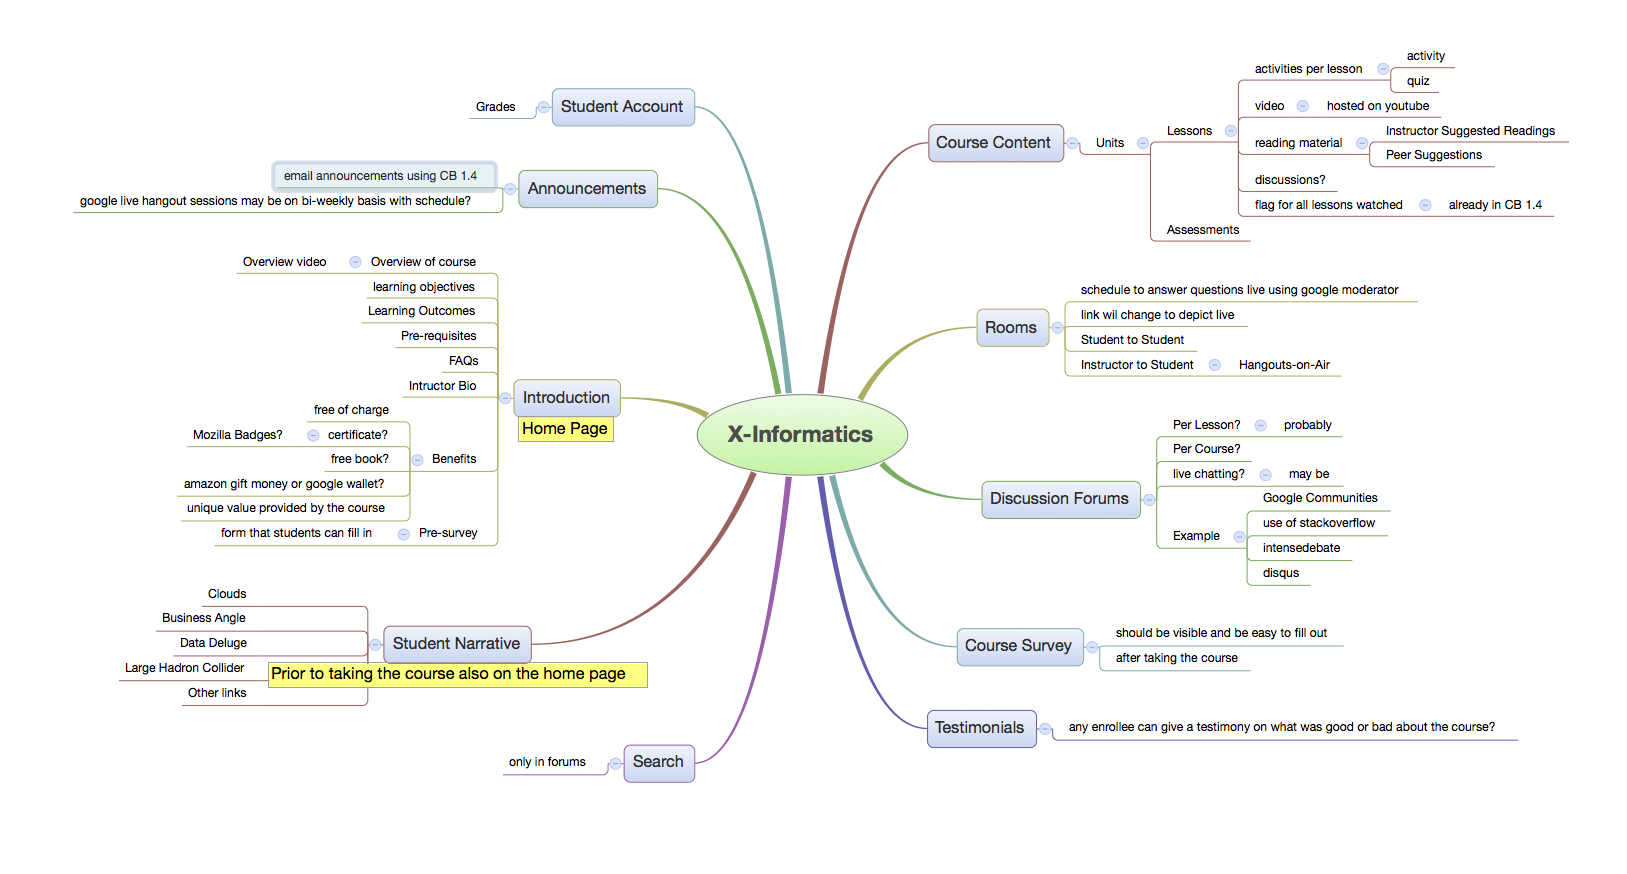 X-Informatics
Course Content
Units
Lessons
activities per lesson
activity
quiz
video
hosted on youtube
reading material
Instructor Suggested Readings
Peer Suggestions
discussions?
flag for all lessons watched
already in CB 1.4
Assessments
Rooms
schedule to answer questions live using google moderator
link wil change to depict live
Student to Student
Instructor to Student
Hangouts-on-Air
Discussion Forums
Per Lesson?
probably
Per Course?
live chatting?
may be
Example
Google Communities
use of stackoverflow
intensedebate
disqus
Course Survey
should be visible and be easy to fill out
after taking the course
Testimonials
any enrollee can give a testimony on what was good or bad about the course?
Student Account
Grades
Announcements
email announcements using CB 1.4
google live hangout sessions may be on bi-weekly basis with schedule?
Introduction
Home Page
Overview of course
Overview video
learning objectives
Learning Outcomes
Pre-requisites
FAQs
Intructor Bio
Benefits
free of charge
certificate?
Mozilla Badges?
free book?
amazon gift money or google wallet?
unique value provided by the course
Pre-survey
form that students can fill in
Student Narrative
Prior to taking the course also on the home page
Clouds
Business Angle
Data Deluge
Large Hadron Collider
Other links
Search
only in forums